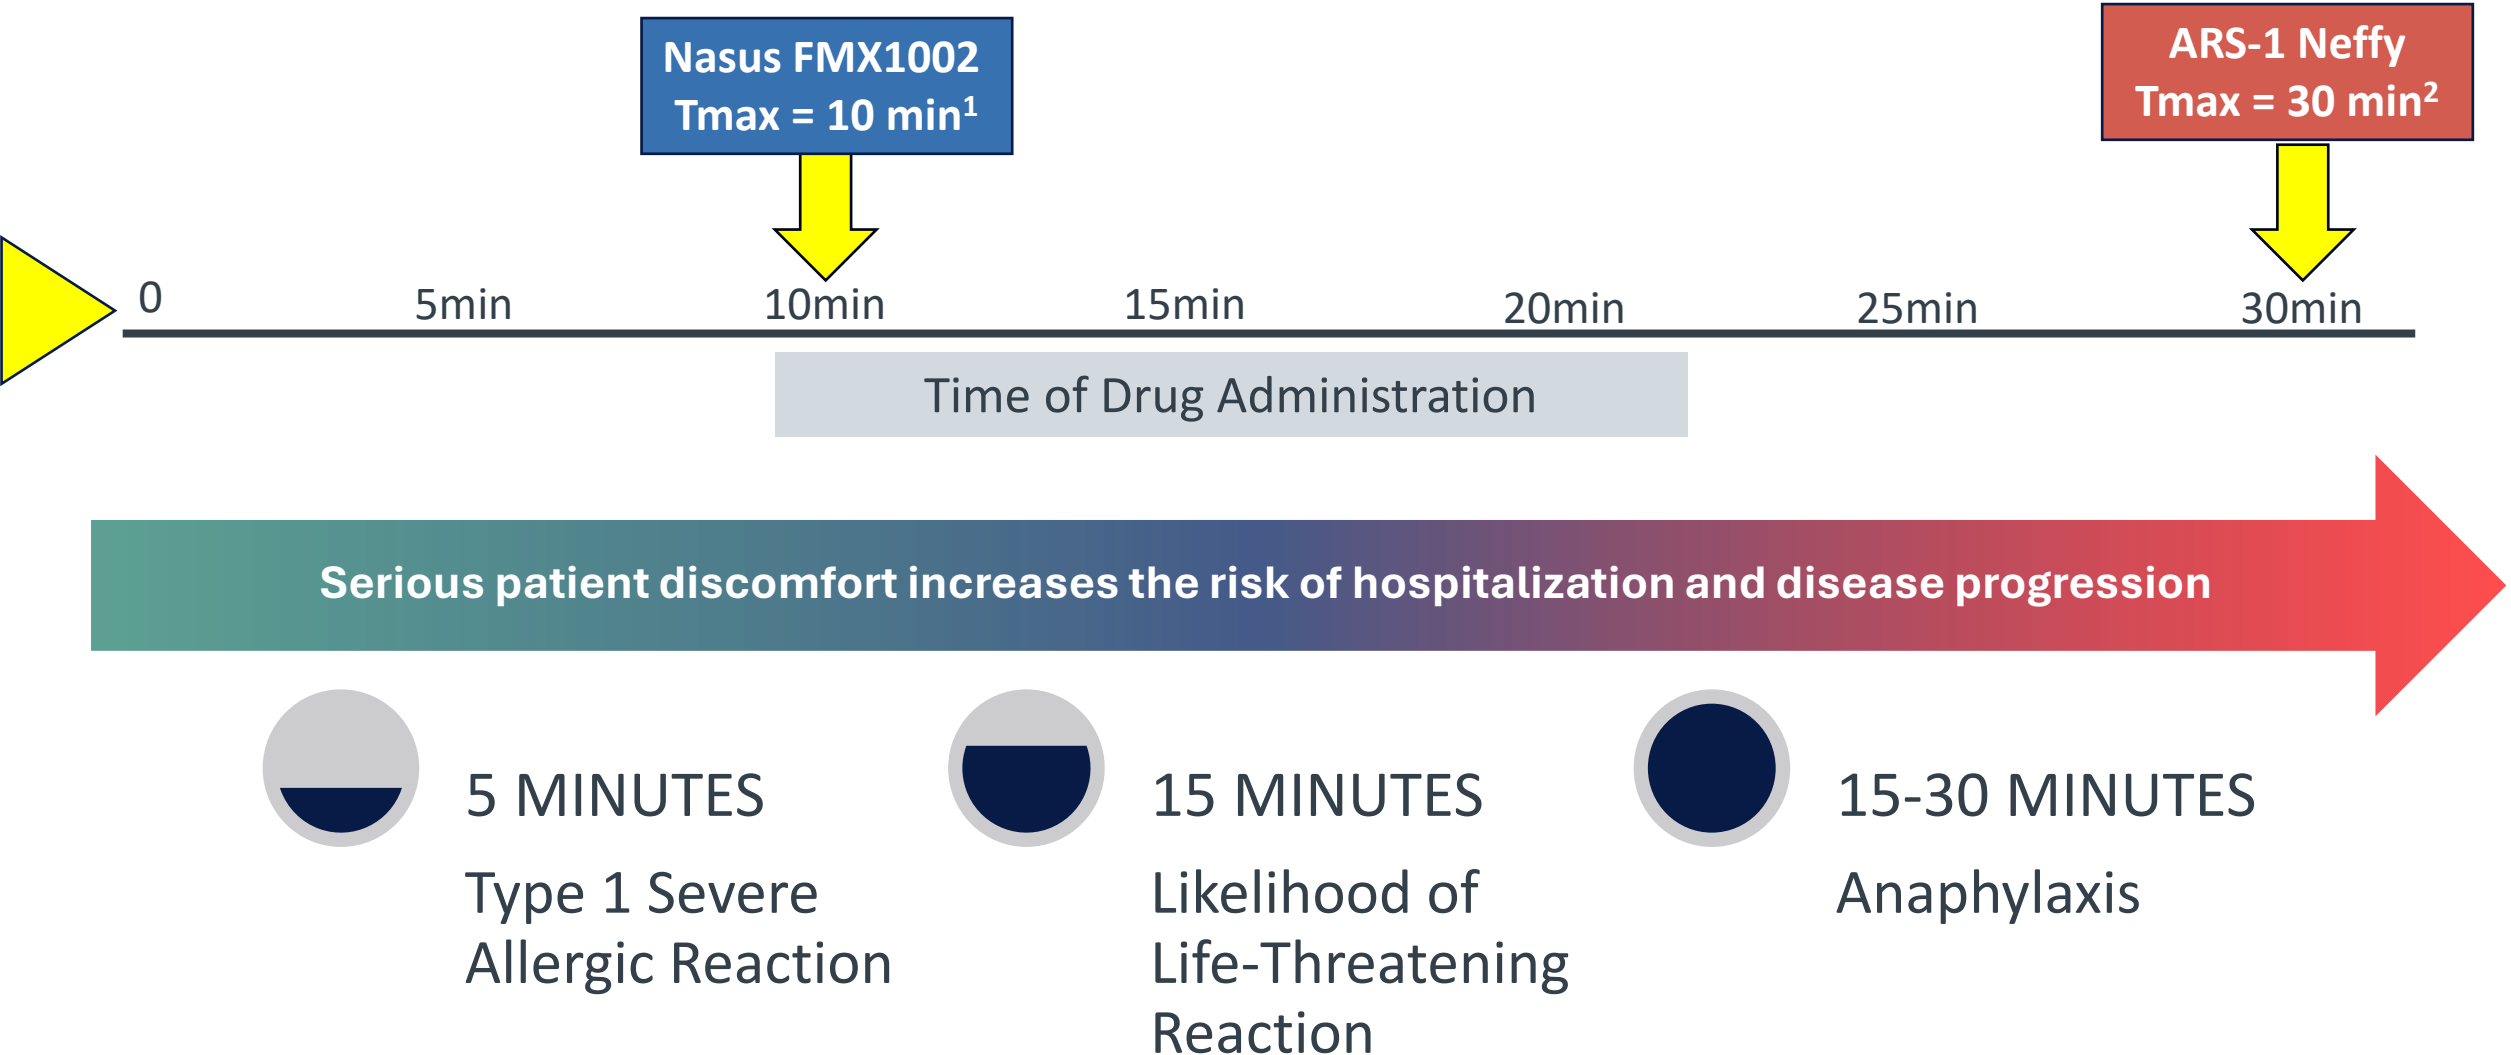 Nasus FMX1002
Tmax = 10 min¹
ARS-1 Neffy
Tmax = 30 min²
0
5min
10min
15min
20min
25min
30min
Time of Drug Administration
Serious patient discomfort increases the risk of hospitalization and disease progression
5 MINUTES
Type 1 Severe
Allergic Reaction
15 MINUTES
Likelihood of
Life-Threatening
Reaction
15-30 MINUTES
Anaphylaxis